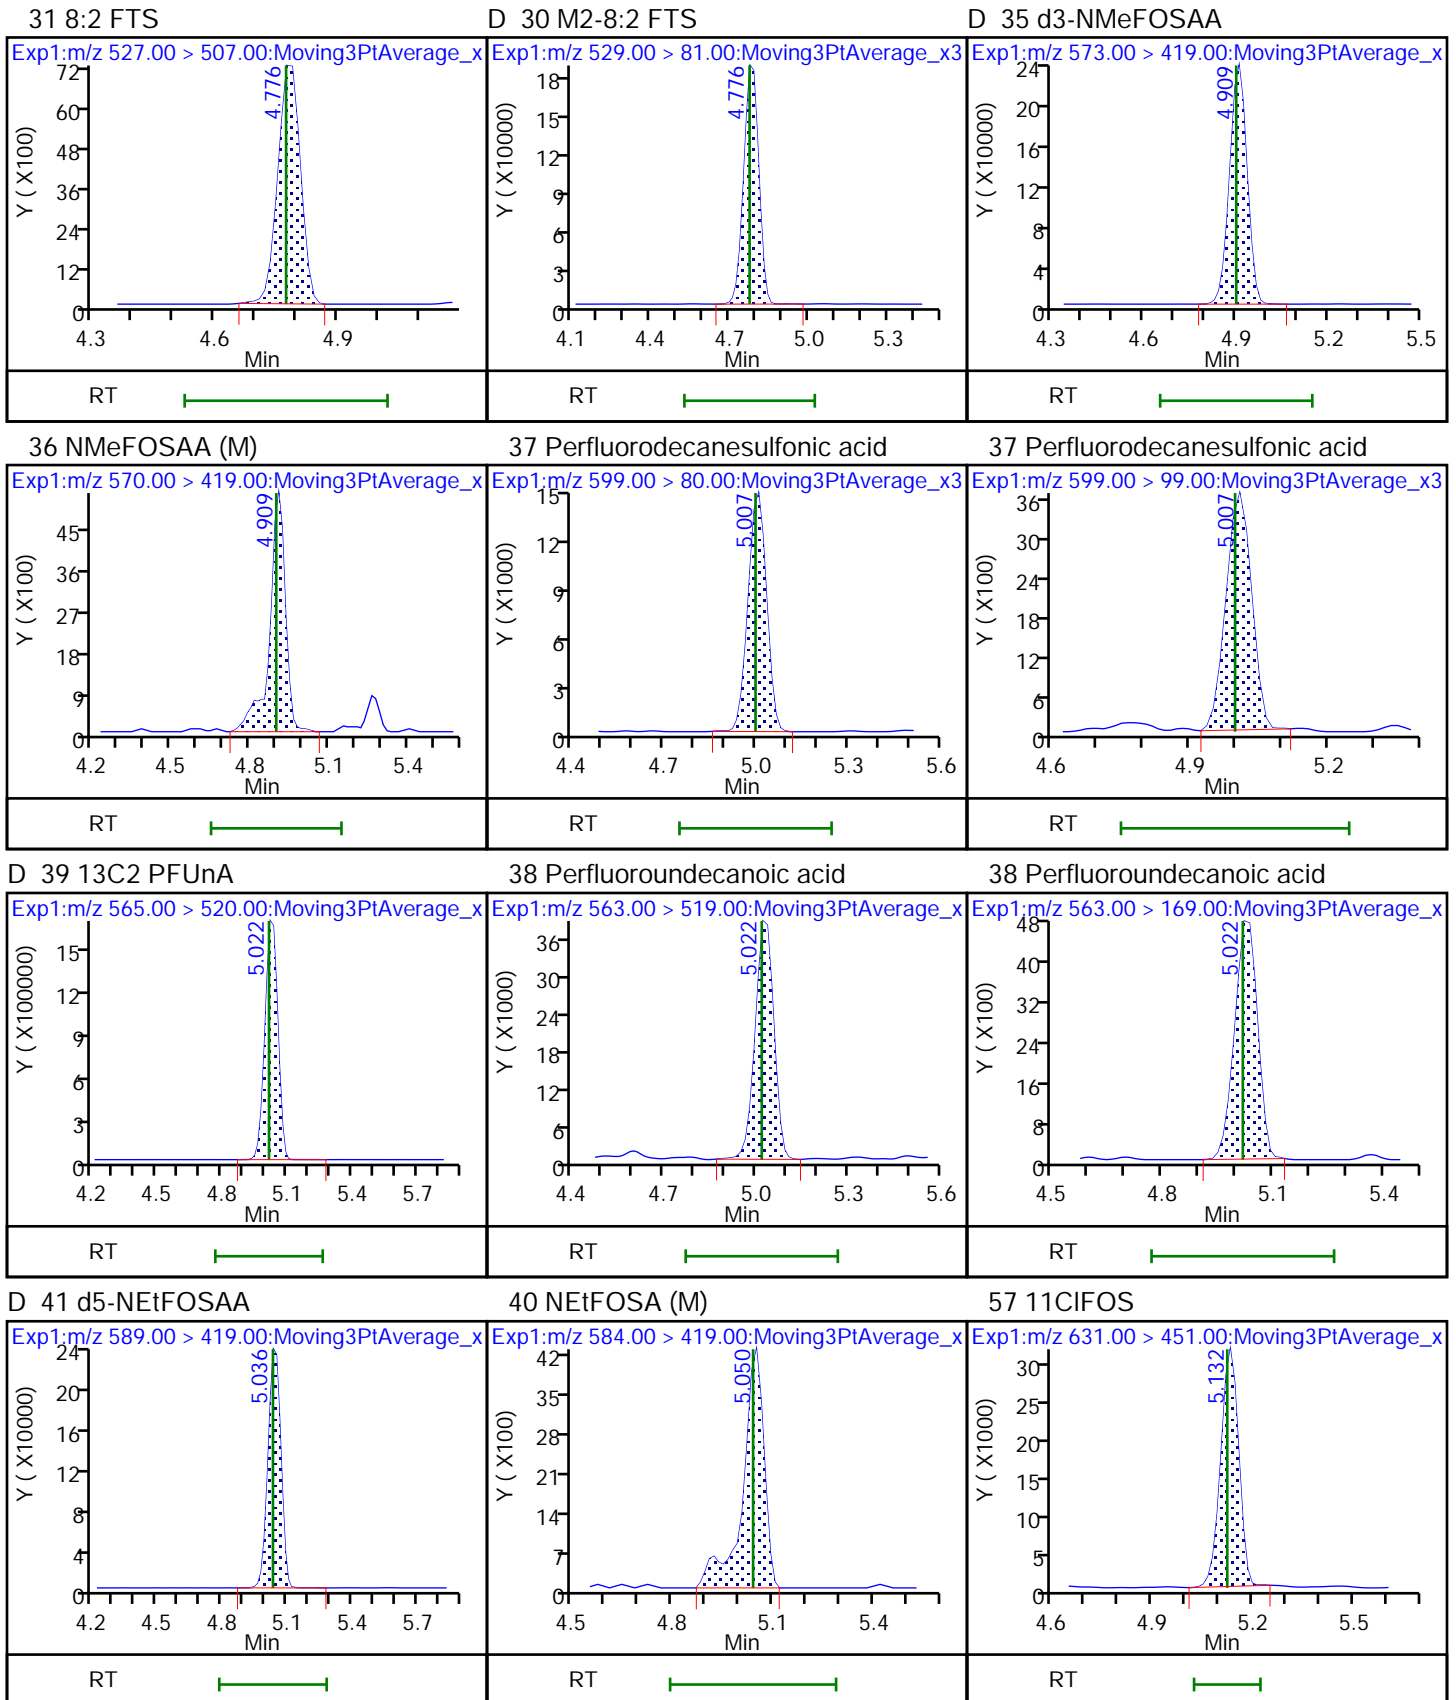 31 8:2 FTS
Exp1:m/z 527.00 > 507.00:Moving3PtAverage_x
Y ( X100)
72
60
48
36
24
12
0
4.776
4.3 4.6 4.9
Min
RT
D 30 M2-8:2 FTS
Exp1:m/z 529.00 > 81.00:Moving3PtAverage_x3
Y ( X10000)
18
15
12
9
6
3
0
4.776
4.1 4.4 4.7 5.0 5.3
Min
RT
D 35 d3-NMeFOSAA
Exp1:m/z 573.00 > 419.00:Moving3PtAverage_x
Y ( X10000)
24
20
16
12
8
4
0
4.909
4.3 4.6 4.9 5.2 5.5
Min
RT
36 NMeFOSAA (M)
Exp1:m/z 570.00 > 419.00:Moving3PtAverage_x
Y ( X100)
45
36
27
18
9
0
4.909
4.2 4.5 4.8 5.1 5.4
Min
RT
37 Perfluorodecanesulfonic acid
Exp1:m/z 599.00 > 80.00:Moving3PtAverage_x3
Y ( X1000)
15
12
9
6
3
0
5.007
4.4 4.7 5.0 5.3 5.6
Min
RT
37 Perfluorodecanesulfonic acid
Exp1:m/z 599.00 > 99.00:Moving3PtAverage_x3
Y ( X100)
36
30
24
18
12
6
0
5.007
4.6 4.9 5.2
Min
RT
D 39 13C2 PFUnA
Exp1:m/z 565.00 > 520.00:Moving3PtAverage_x
Y ( X100000)
15
12
9
6
3
0
5.022
4.2 4.5 4.8 5.1 5.4 5.7
Min
RT
38 Perfluoroundecanoic acid
Exp1:m/z 563.00 > 519.00:Moving3PtAverage_x
Y ( X1000)
36
30
24
18
12
6
0
5.022
4.4 4.7 5.0 5.3 5.6
Min
RT
38 Perfluoroundecanoic acid
Exp1:m/z 563.00 > 169.00:Moving3PtAverage_x
Y ( X100)
48
40
32
24
16
8
0
5.022
4.5 4.8 5.1 5.4
Min
RT
D 41 d5-NEtFOSAA
Exp1:m/z 589.00 > 419.00:Moving3PtAverage_x
Y ( X10000)
24
20
16
12
8
4
0
5.036
4.2 4.5 4.8 5.1 5.4 5.7
Min
RT
40 NEtFOSA (M)
Exp1:m/z 584.00 > 419.00:Moving3PtAverage_x
Y ( X100)
42
35
28
21
14
7
0
5.050
4.5 4.8 5.1 5.4
Min
RT
57 11ClFOS
Exp1:m/z 631.00 > 451.00:Moving3PtAverage_x
Y ( X1000)
30
25
20
15
10
5
0
5.132
4.6 4.9 5.2 5.5
Min
RT